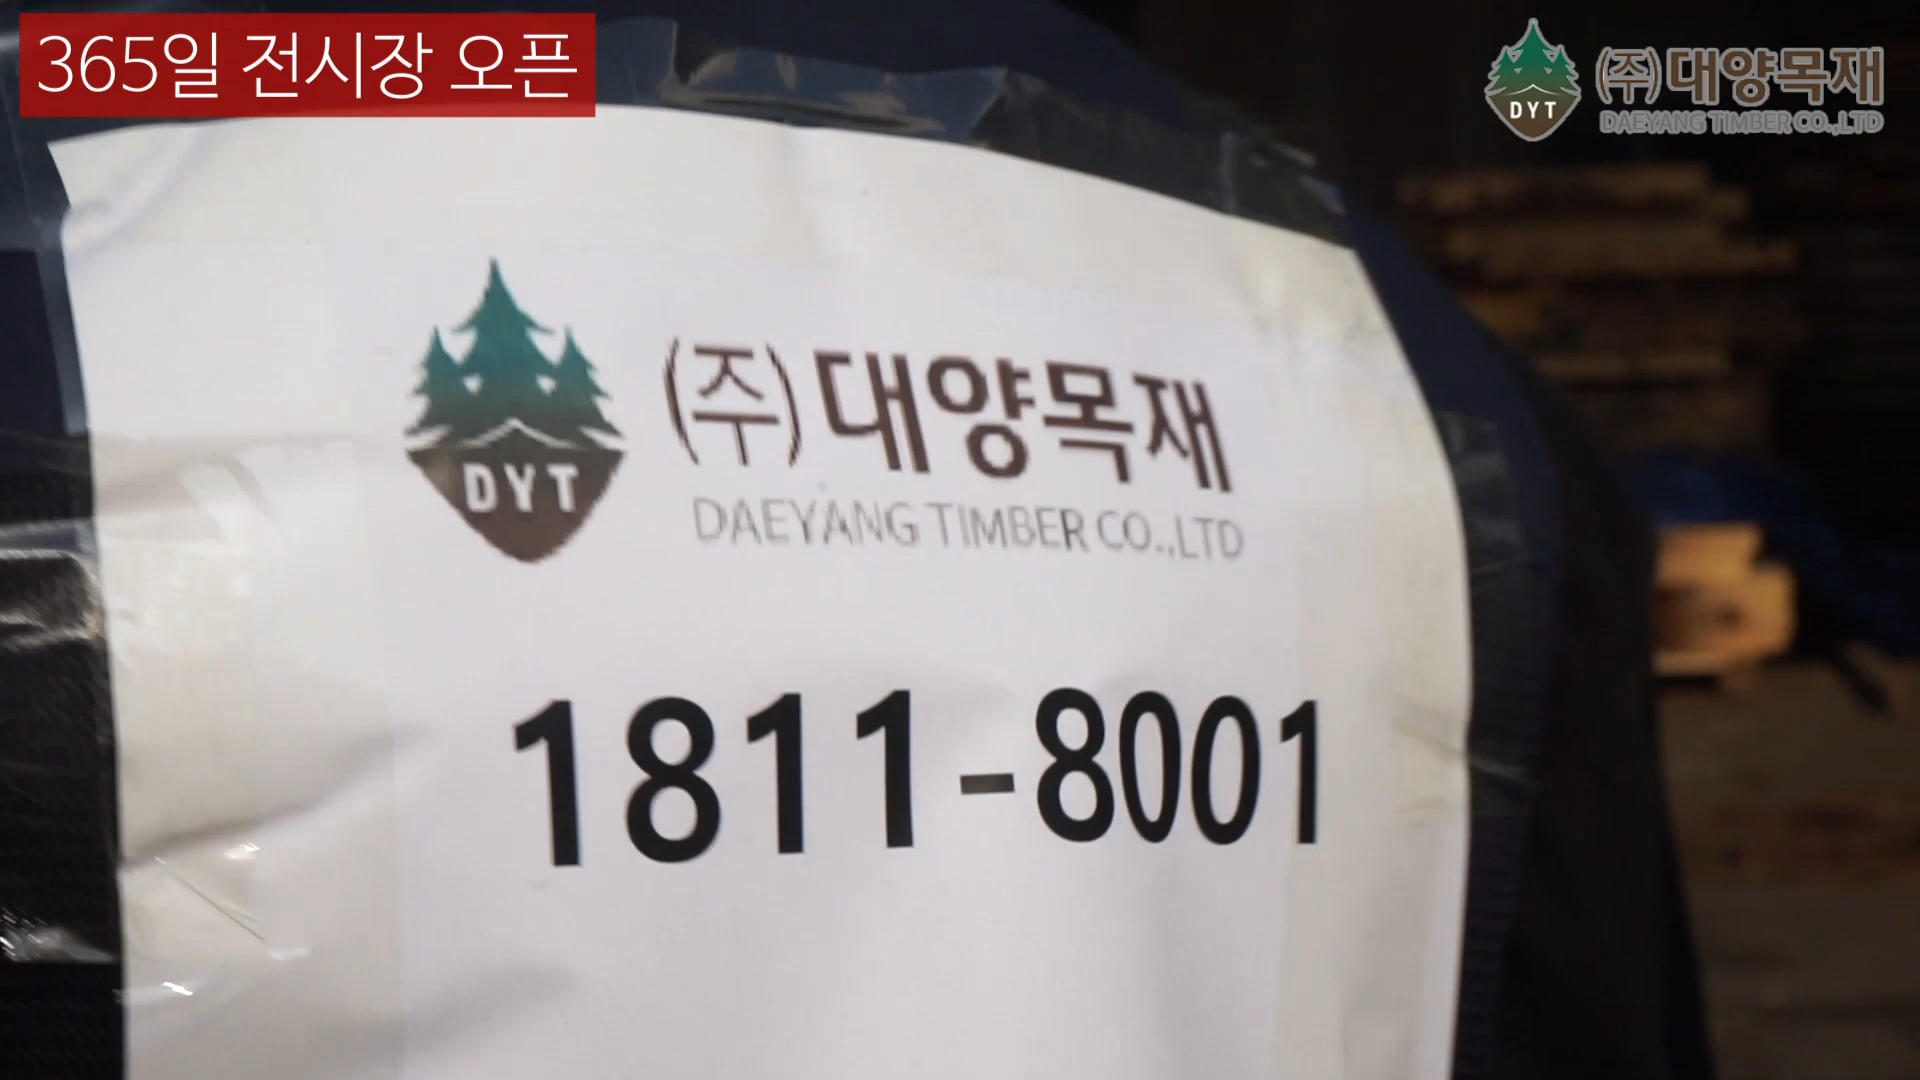 365일 전시장 오픈
DYT
(주)대양목재
DAEYANG TIMBER CO.,LTD
DYT
(주)대양목재
DAEYANG TIMBER CO.,LTD
1811-8001